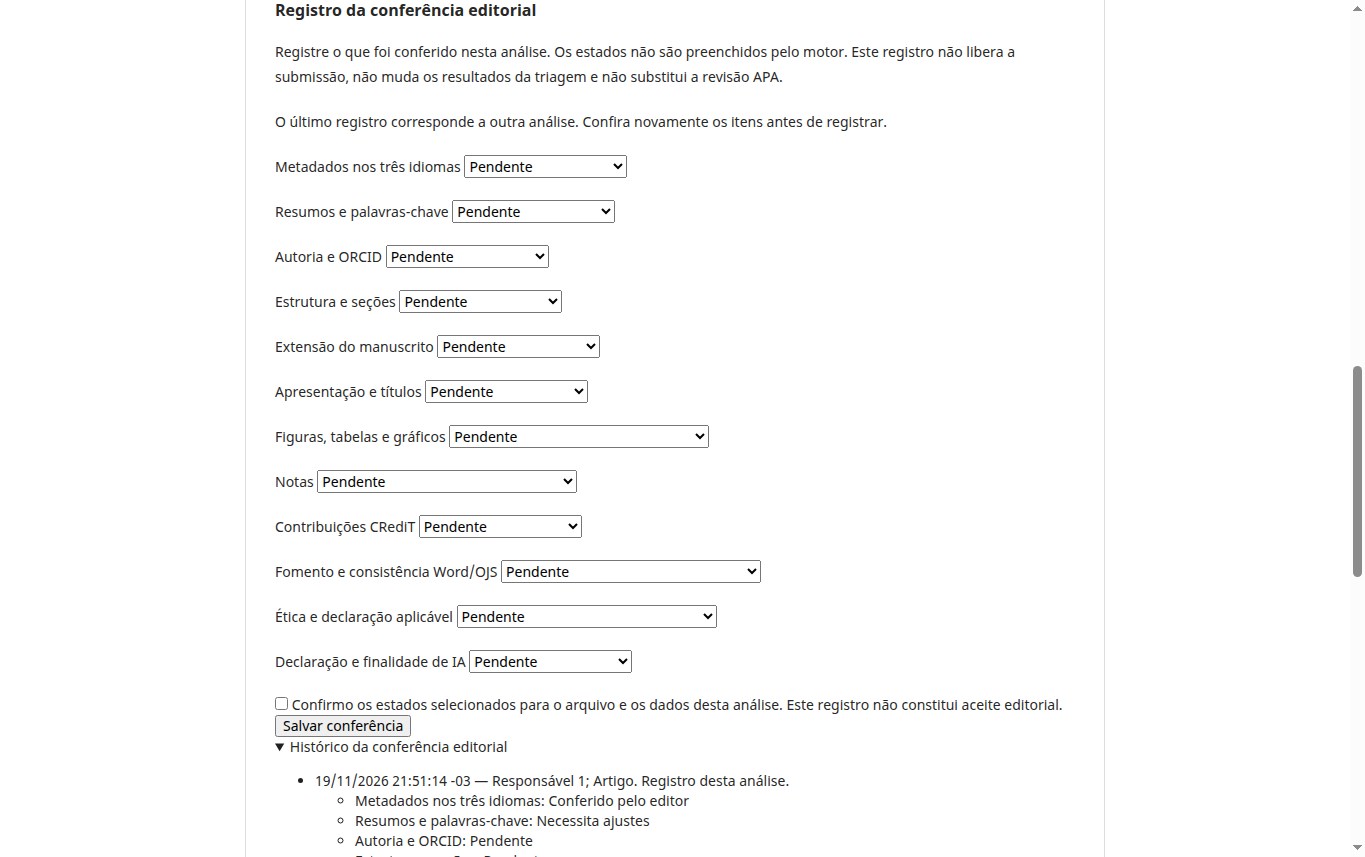 Registro da conferência editorial
Registre o que foi conferido nesta análise. Os estados não são preenchidos pelo motor. Este registro não libera a
submissão, não muda os resultados da triagem e não substitui a revisão APA.
O último registro corresponde a outra análise. Confira novamente os itens antes de registrar.
Metadados nos três idiomas Pendente
Resumos e palavras-chave Pendente
Autoria e ORCID Pendente
Estrutura e seções Pendente
Extensão do manuscrito Pendente
Apresentação e títulos Pendente
Figuras, tabelas e gráficos Pendente
Notas Pendente
Contribuições CRediT Pendente
Fomento e consistência Word/OJS Pendente
Ética e declaração aplicável Pendente
Declaração e finalidade de IA Pendente
Confirmo os estados selecionados para o arquivo e os dados desta análise. Este registro não constitui aceite editorial.
Salvar conferência
Histórico da conferência editorial
19/11/2026 21:51:14 -03 — Responsável 1; Artigo. Registro desta análise.
Metadados nos três idiomas: Conferido pelo editor
Resumos e palavras-chave: Necessita ajustes
Autoria e ORCID: Pendente